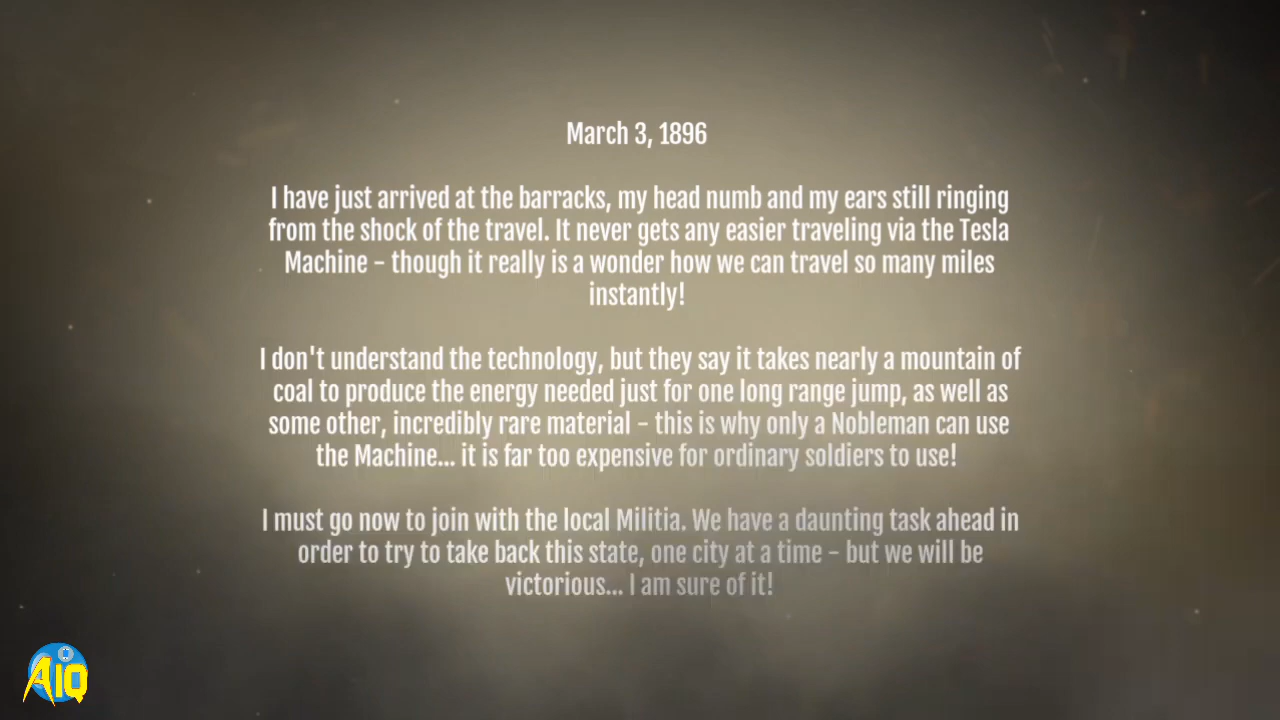 March 3, 1896
I have just arrived at the barracks, my head numb and my ears still ringing
from the shock of the travel. It never gets any easier traveling via the Tesla
Machine - though it really is a wonder how we can travel so many miles
instantly!
I don't understand the technology, but they say it takes nearly a mountain of
coal to produce the energy needed just for one long range jump, as well as
some other, incredibly rare material - this is why only a Nobleman can use
the Machine... it is far too expensive for ordinary soldiers to use!
I must go now to join with the local Militia. We have a daunting task ahead in
order to try to take back this state, one city at a time - but we will be
victorious... I am sure of it!
AIQ